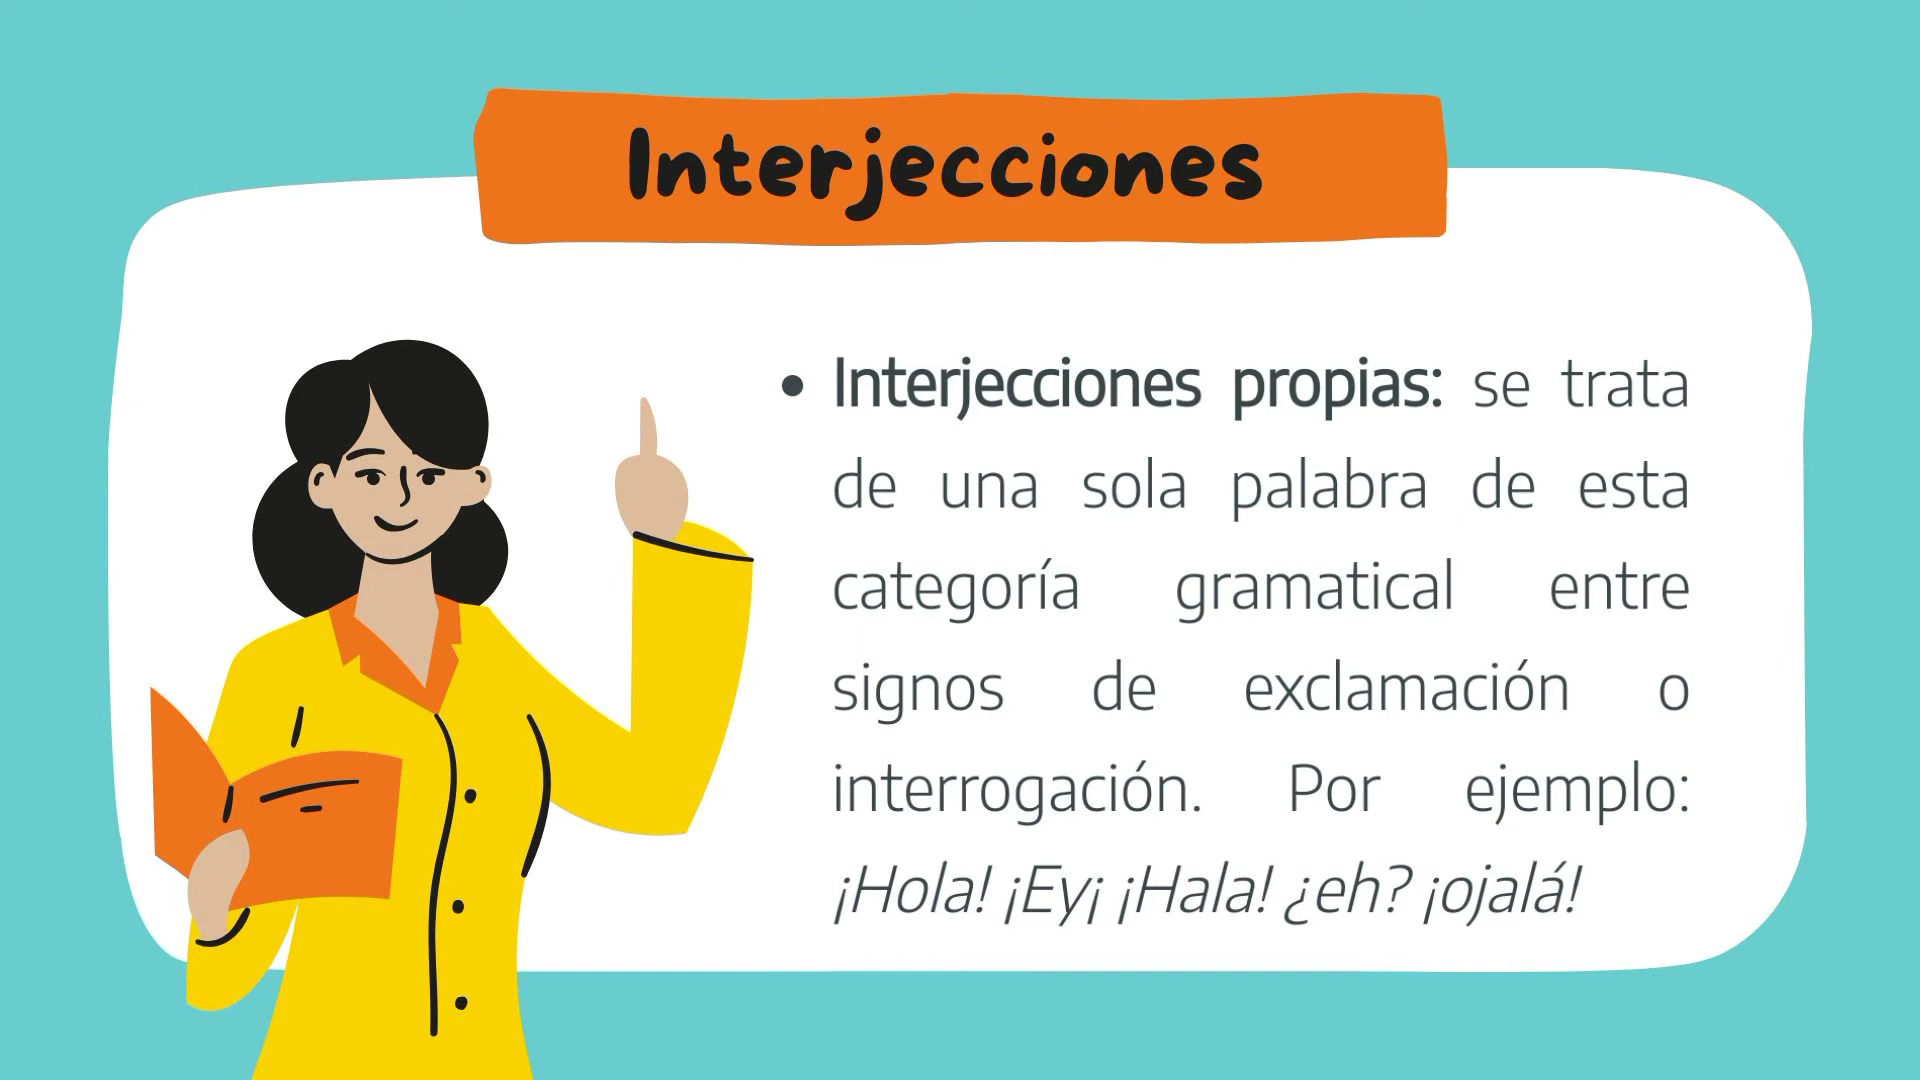 Interjecciones
• Interjecciones propias: se trata
de una sola palabra de esta
categoría gramatical entre
signos de exclamación o
interrogación. Por ejemplo:
¡Hola! ¡Ey¡ ¡Hala! ¿eh? ¡ojalá!